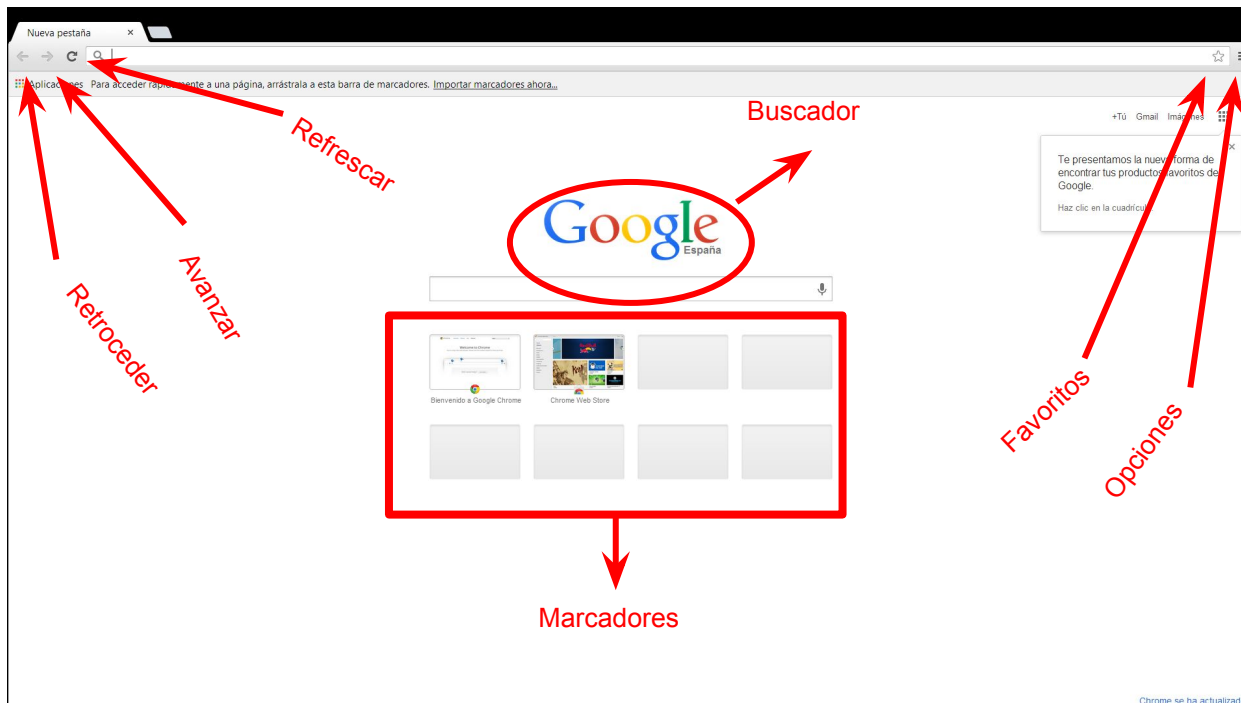 Nueva pestaña
Aplicaciones Para acceder rápidamente a una página, arrástrala a esta barra de marcadores. Importar marcadores ahora...
Buscador
+Tú Gmail Imágenes
Refrescar
Te presentamos la nueva forma de
encontrar tus productos favoritos de
Google.
Haz clic en la cuadrícula
Google
España
Avanzar
Retroceder
Bienvenido a Google Chrome
Chrome Web Store
Favoritos
Opciones
Marcadores
Chrome se ha actualizad